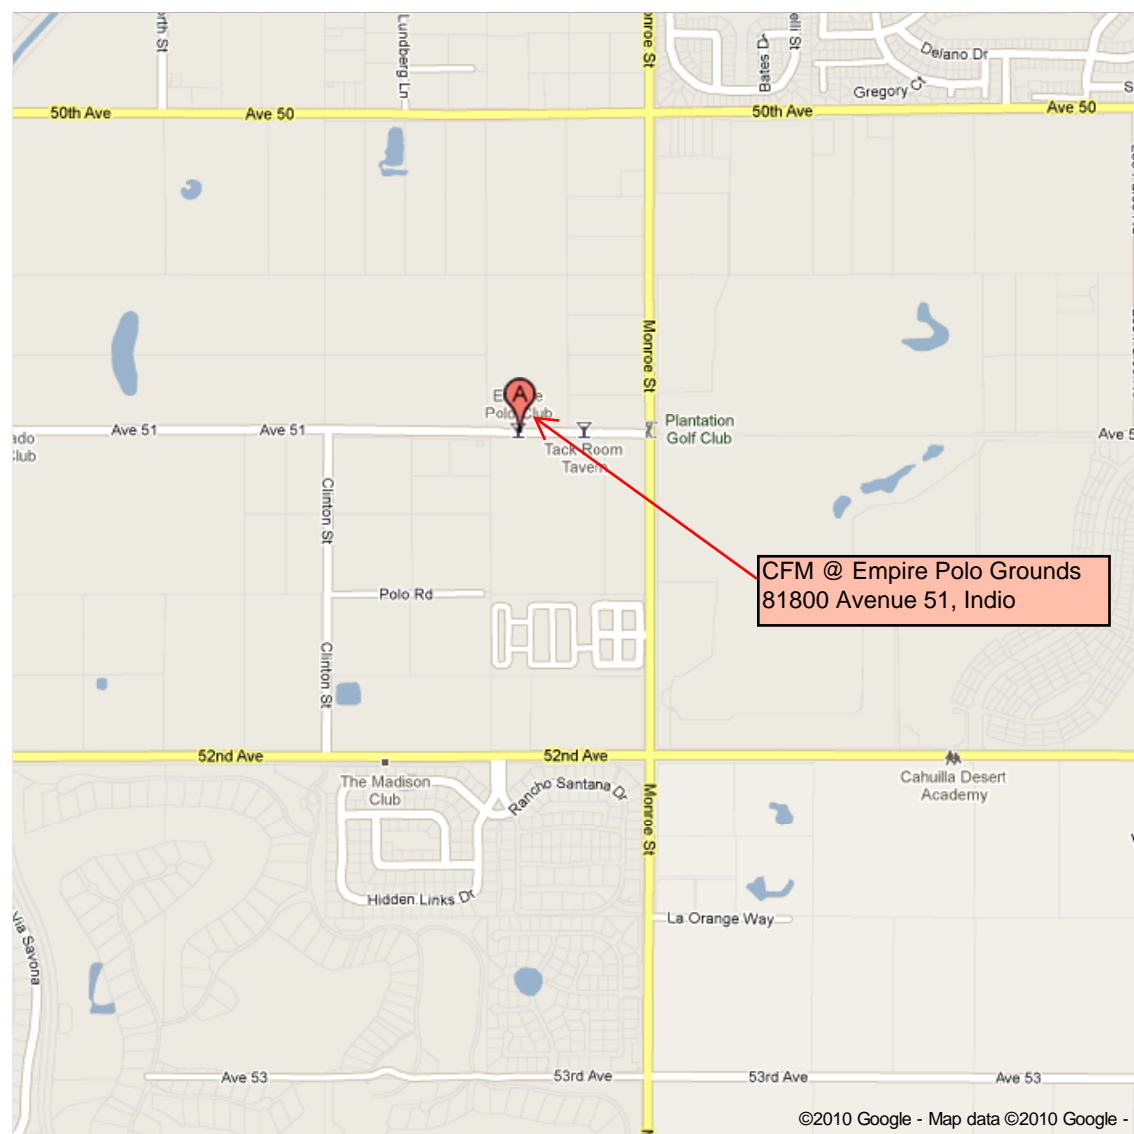 Lundberg Ln
Bates Dr
Delano Dr
Gregory Ct
50th Ave
Ave 50
50th Ave
Ave 50
Monroe St
A
Polo Club
Plantation
Golf Club
Ave 51
Ave 51
Tack Room
Tavern
Clinton St
CFM @ Empire Polo Grounds
81800 Avenue 51, Indio
Polo Rd
Clinton St
52nd Ave
52nd Ave
The Madison
Club
Rancho Santana Dr
Cahuilla Desert
Academy
Monroe St
Hidden Links Dr
La Orange Way
Via Savona
Ave 53
53rd Ave
53rd Ave
Ave 53
©2010 Google - Map data ©2010 Google -